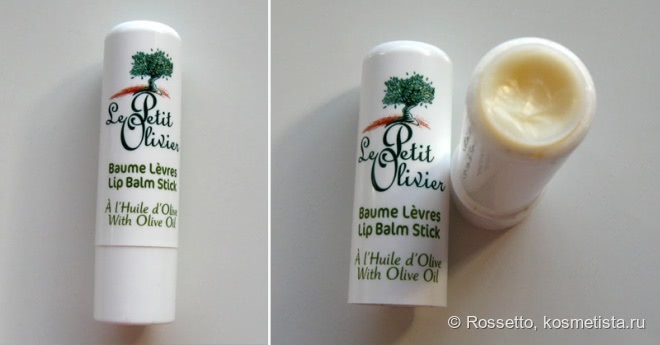 Le Petit
Olivier
Baume Lèvres
Lip Balm Stick
À l'Huile d'Olive
With Olive Oil
Le Petit
Olivier
Baume Lèvres
Lip Balm Stick
À l'Huile d'Olive
With Olive Oil
© Rossetto, kosmetista.ru